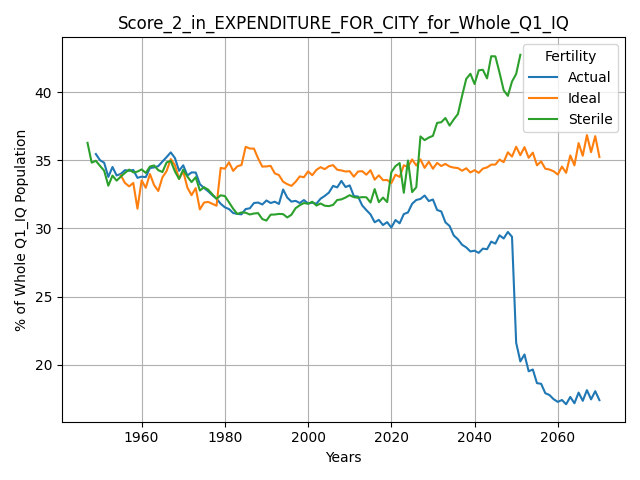 Score_2_in_EXPENDITURE_FOR_CITY_for_Whole_Q1_IQ
Fertility
Actual
Ideal
Sterile
% of Whole Q1_IQ Population
40
35
30
25
20
1960
1980
2000
2020
2040
2060
Years